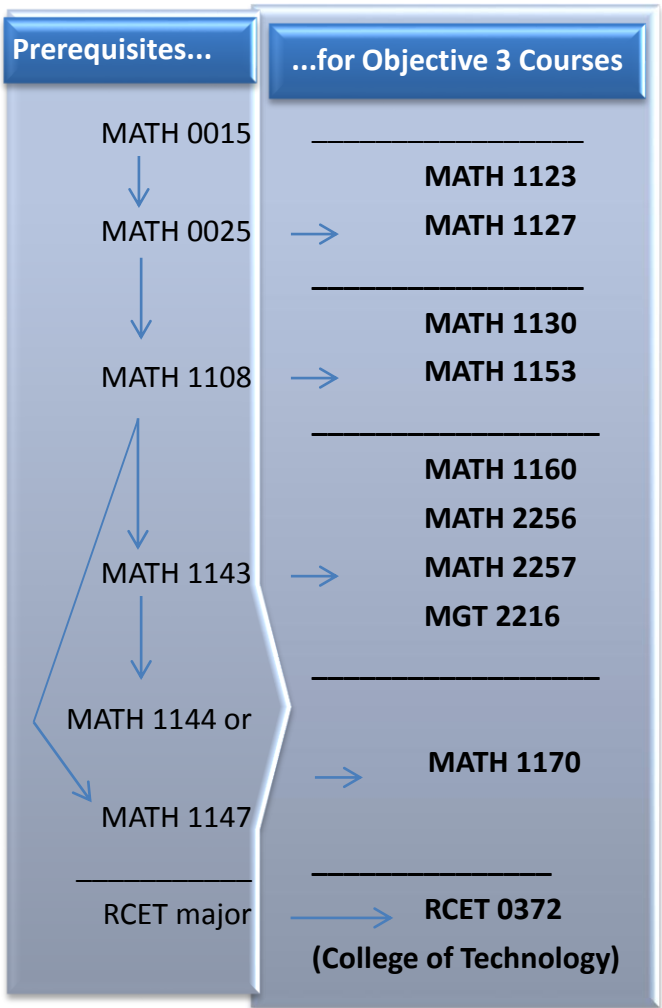 Prerequisites...
...for Objective 3 Courses
MATH 0015
MATH 1123
MATH 0025
MATH 1127
MATH 1130
MATH 1108
MATH 1153
MATH 1160
MATH 2256
MATH 1143
MATH 2257
MGT 2216
MATH 1144 or
MATH 1170
MATH 1147
RCET major
RCET 0372
(College of Technology)